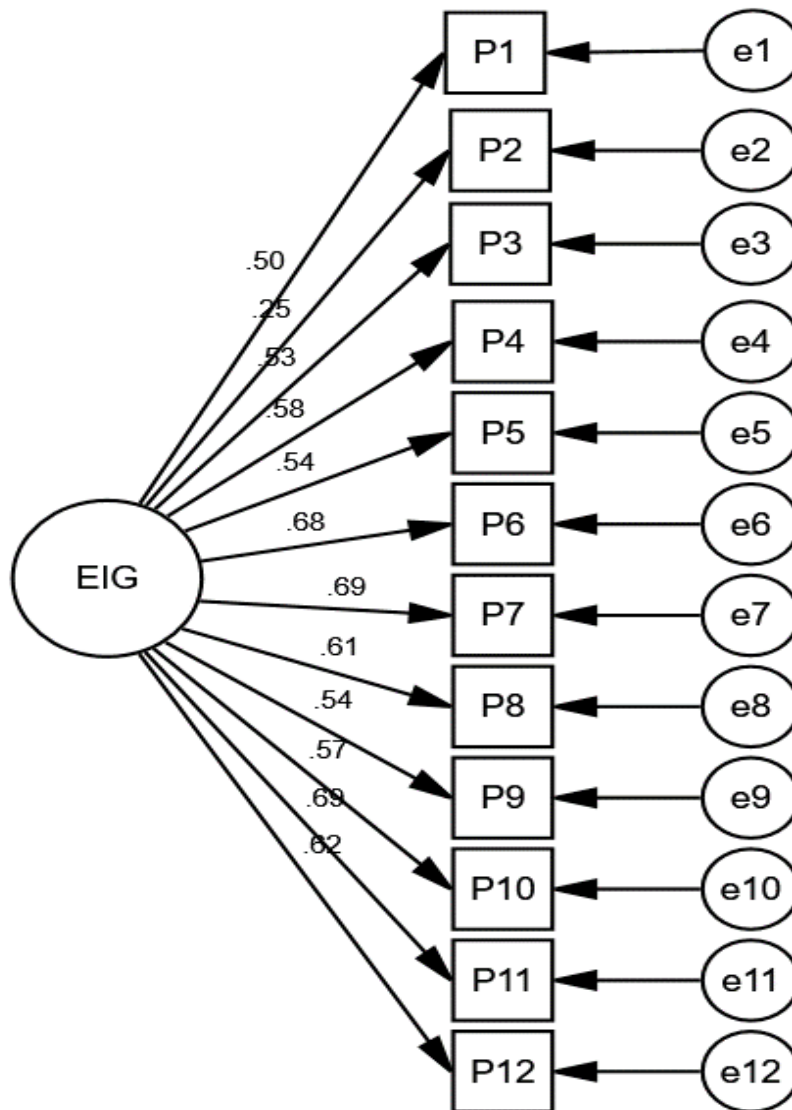 P1 e1
P2 e2
P3 e3
.50
.25
.53
P4 e4
.58
P5 e5
.54
P6 e6
.68
EIG
.69
P7 e7
.61
P8 e8
.54
.57
P9 e9
.69
.62
P10 e10
P11 e11
P12 e12